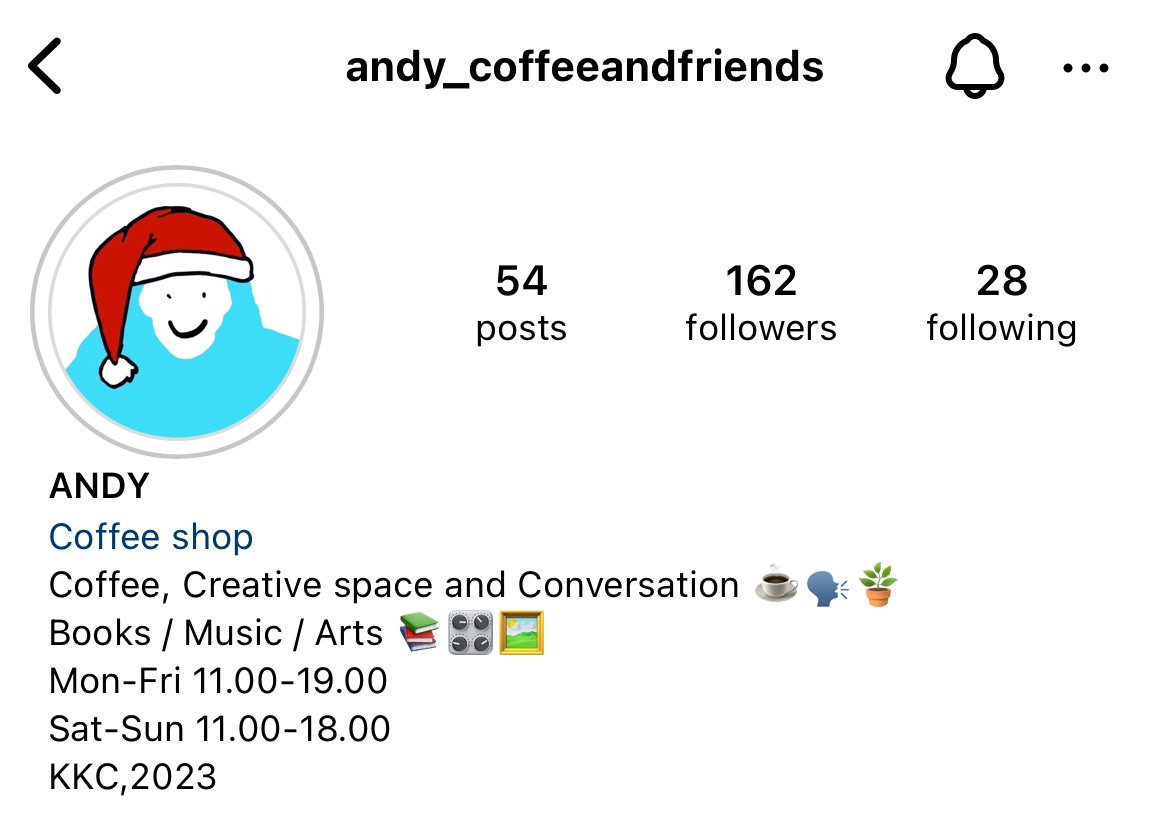 andy_coffeeandfriends
54 162 28
posts followers following
ANDY
Coffee shop
Coffee, Creative space and Conversation ☕🗣️🪴
Books / Music / Arts 📚🎛️🖼️
Mon-Fri 11.00-19.00
Sat-Sun 11.00-18.00
KKC,2023